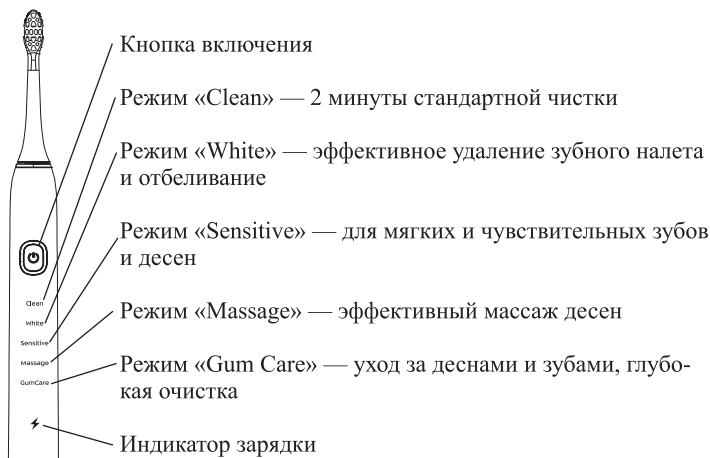 Кнопка включения
Режим «Clean» — 2 минуты стандартной чистки
Режим «White» — эффективное удаление зубного налета
и отбеливание
Режим «Sensitive» — для мягких и чувствительных зубов
и десен
Clean
Режим «Massage» — эффективный массаж десен
White
Sensitive
Massage
Режим «Gum Care» — уход за деснами и зубами, глубо-
GumCare
кая очистка
Индикатор зарядки